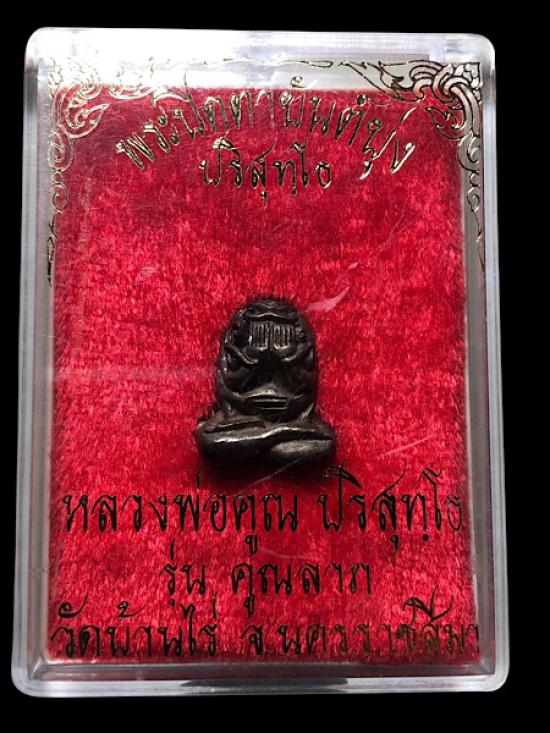 พระปิดตายันต์ยุ่ง
ปริสุทฺโธ
หลวงพ่อคูณ ปริสุทฺโธ
รุ่น คูณลาภ
วัดบ้านไร่ จ.นครราชสีมา